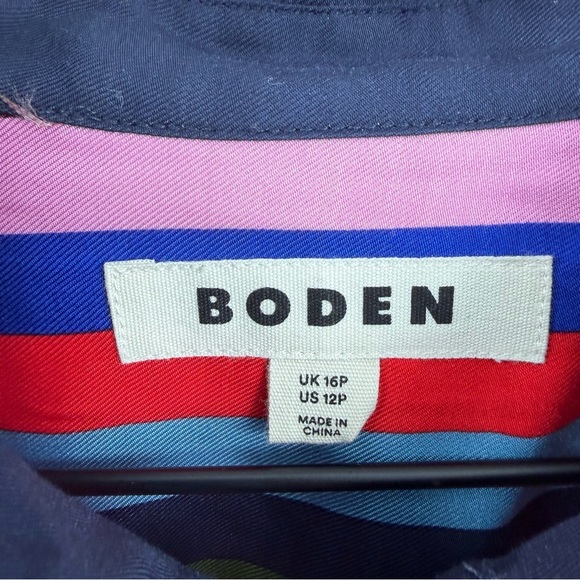 BODEN
UK 16P
US 12P
MADE IN
CHINA